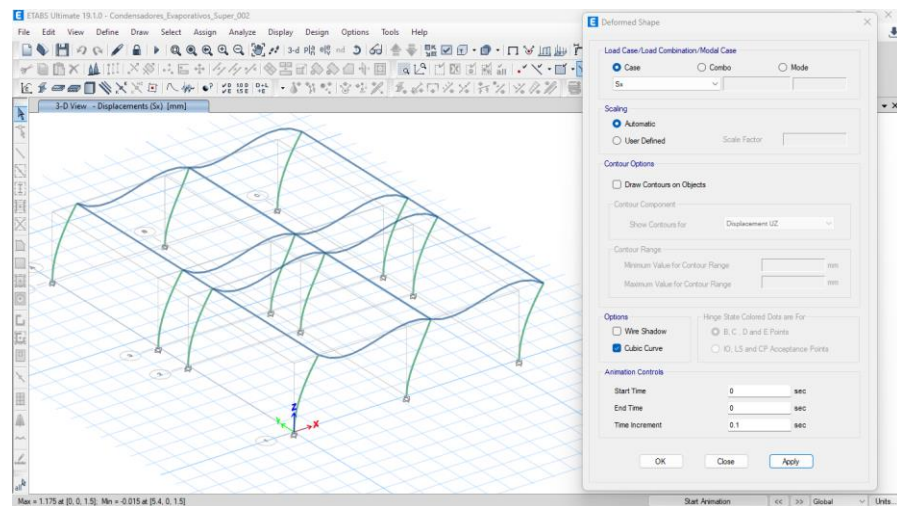 ETABS Ultimate 19.1.0 - Condensadores_Evaporativos_Super_002
File Edit View Define Draw Select Assign Analyze Display Design Options Tools Help
3-d
nd
3-D View - Displacements (Sx) [mm]
Z
Y
X
Max = 1.175 at [0, 0, 1.5]; Min = -0.015 at [5.4, 0, 1.5]
Start Animation << >> Global Units...
Deformed Shape
Load Case/Load Combination/Modal Case
Case Combo Mode
Sx
Scaling
Automatic
User Defined Scale Factor
Contour Options
Draw Contours on Objects
Contour Component
Show Contours for Displacement UZ
Contour Range
Minimum Value for Contour Range mm
Maximum Value for Contour Range mm
Options
Wire Shadow
Cubic Curve
Hinge State Colored Dots are For
B, C , D and E Points
IO, LS and CP Acceptance Points
Animation Controls
Start Time 0 sec
End Time 0 sec
Time Increment 0.1 sec
OK Close Apply